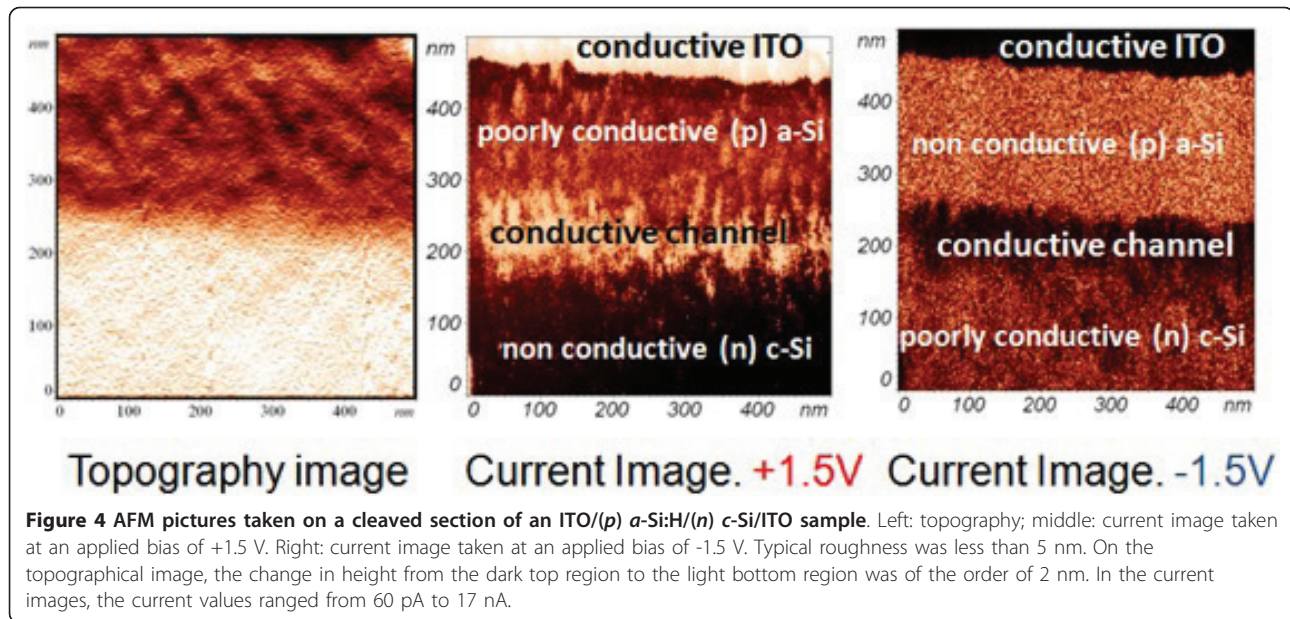 nm
400
300
200
100
0
0 100 200 300 400 nm
Topography image
nm
400
300
200
100
0
conductive ITO
poorly conductive (p) a-Si
conductive channel
non conductive (n) c-Si
0 100 200 300 400 nm
Current Image. +1.5V
nm
400
300
200
100
0
conductive ITO
non conductive (p) a-Si
conductive channel
poorly conductive (n) c-Si
0 100 200 300 400 nm
Current Image. -1.5V
Figure 4 AFM pictures taken on a cleaved section of an ITO/(p) a-Si:H/(n) c-Si/ITO sample. Left: topography; middle: current image taken
at an applied bias of +1.5 V. Right: current image taken at an applied bias of -1.5 V. Typical roughness was less than 5 nm. On the
topographical image, the change in height from the dark top region to the light bottom region was of the order of 2 nm. In the current
images, the current values ranged from 60 pA to 17 nA.